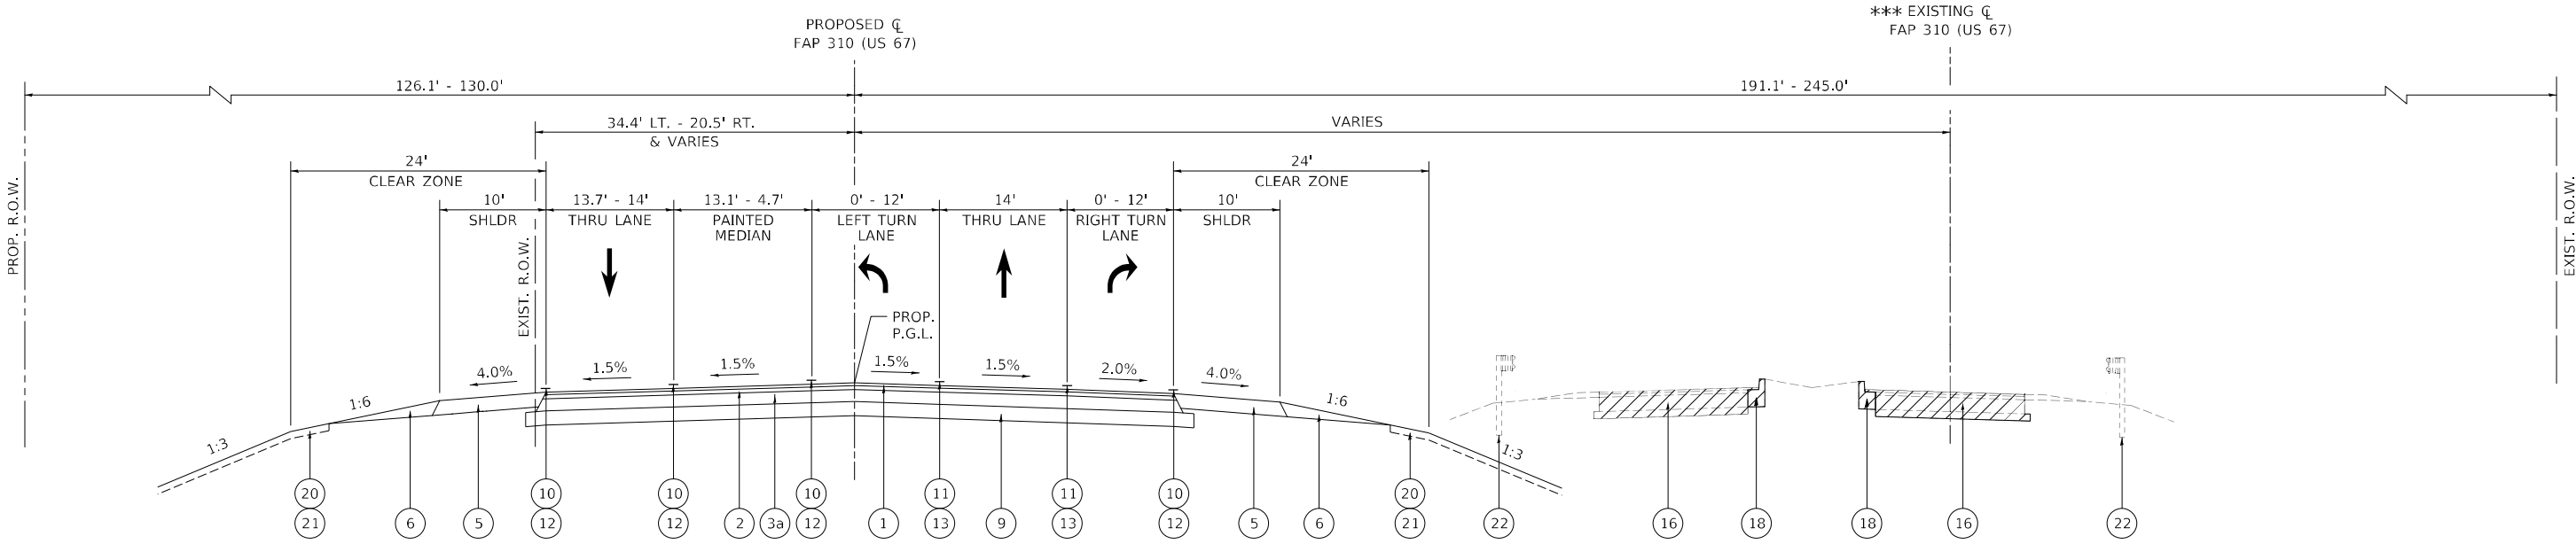 PROPOSED ℄
FAP 310 (US 67)
*** EXISTING ℄
FAP 310 (US 67)
126.1' - 130.0'
191.1' - 245.0'
34.4' LT. - 20.5' RT.
& VARIES
VARIES
24'
CLEAR ZONE
24'
CLEAR ZONE
PROP. R.O.W.
EXIST. R.O.W.
EXIST. R.O.W.
10'
SHLDR
13.7' - 14'
THRU LANE
13.1' - 4.7'
PAINTED
MEDIAN
0' - 12'
LEFT TURN
LANE
14'
THRU LANE
0' - 12'
RIGHT TURN
LANE
10'
SHLDR
PROP.
P.G.L.
1:3
1:6
4.0%
1.5%
1.5%
1.5%
1.5%
2.0%
4.0%
1:6
1:3
20
21
6
5
10
12
10
12
2
3a
10
12
1
11
13
9
11
13
10
12
5
6
20
21
22
16
18
18
16
22